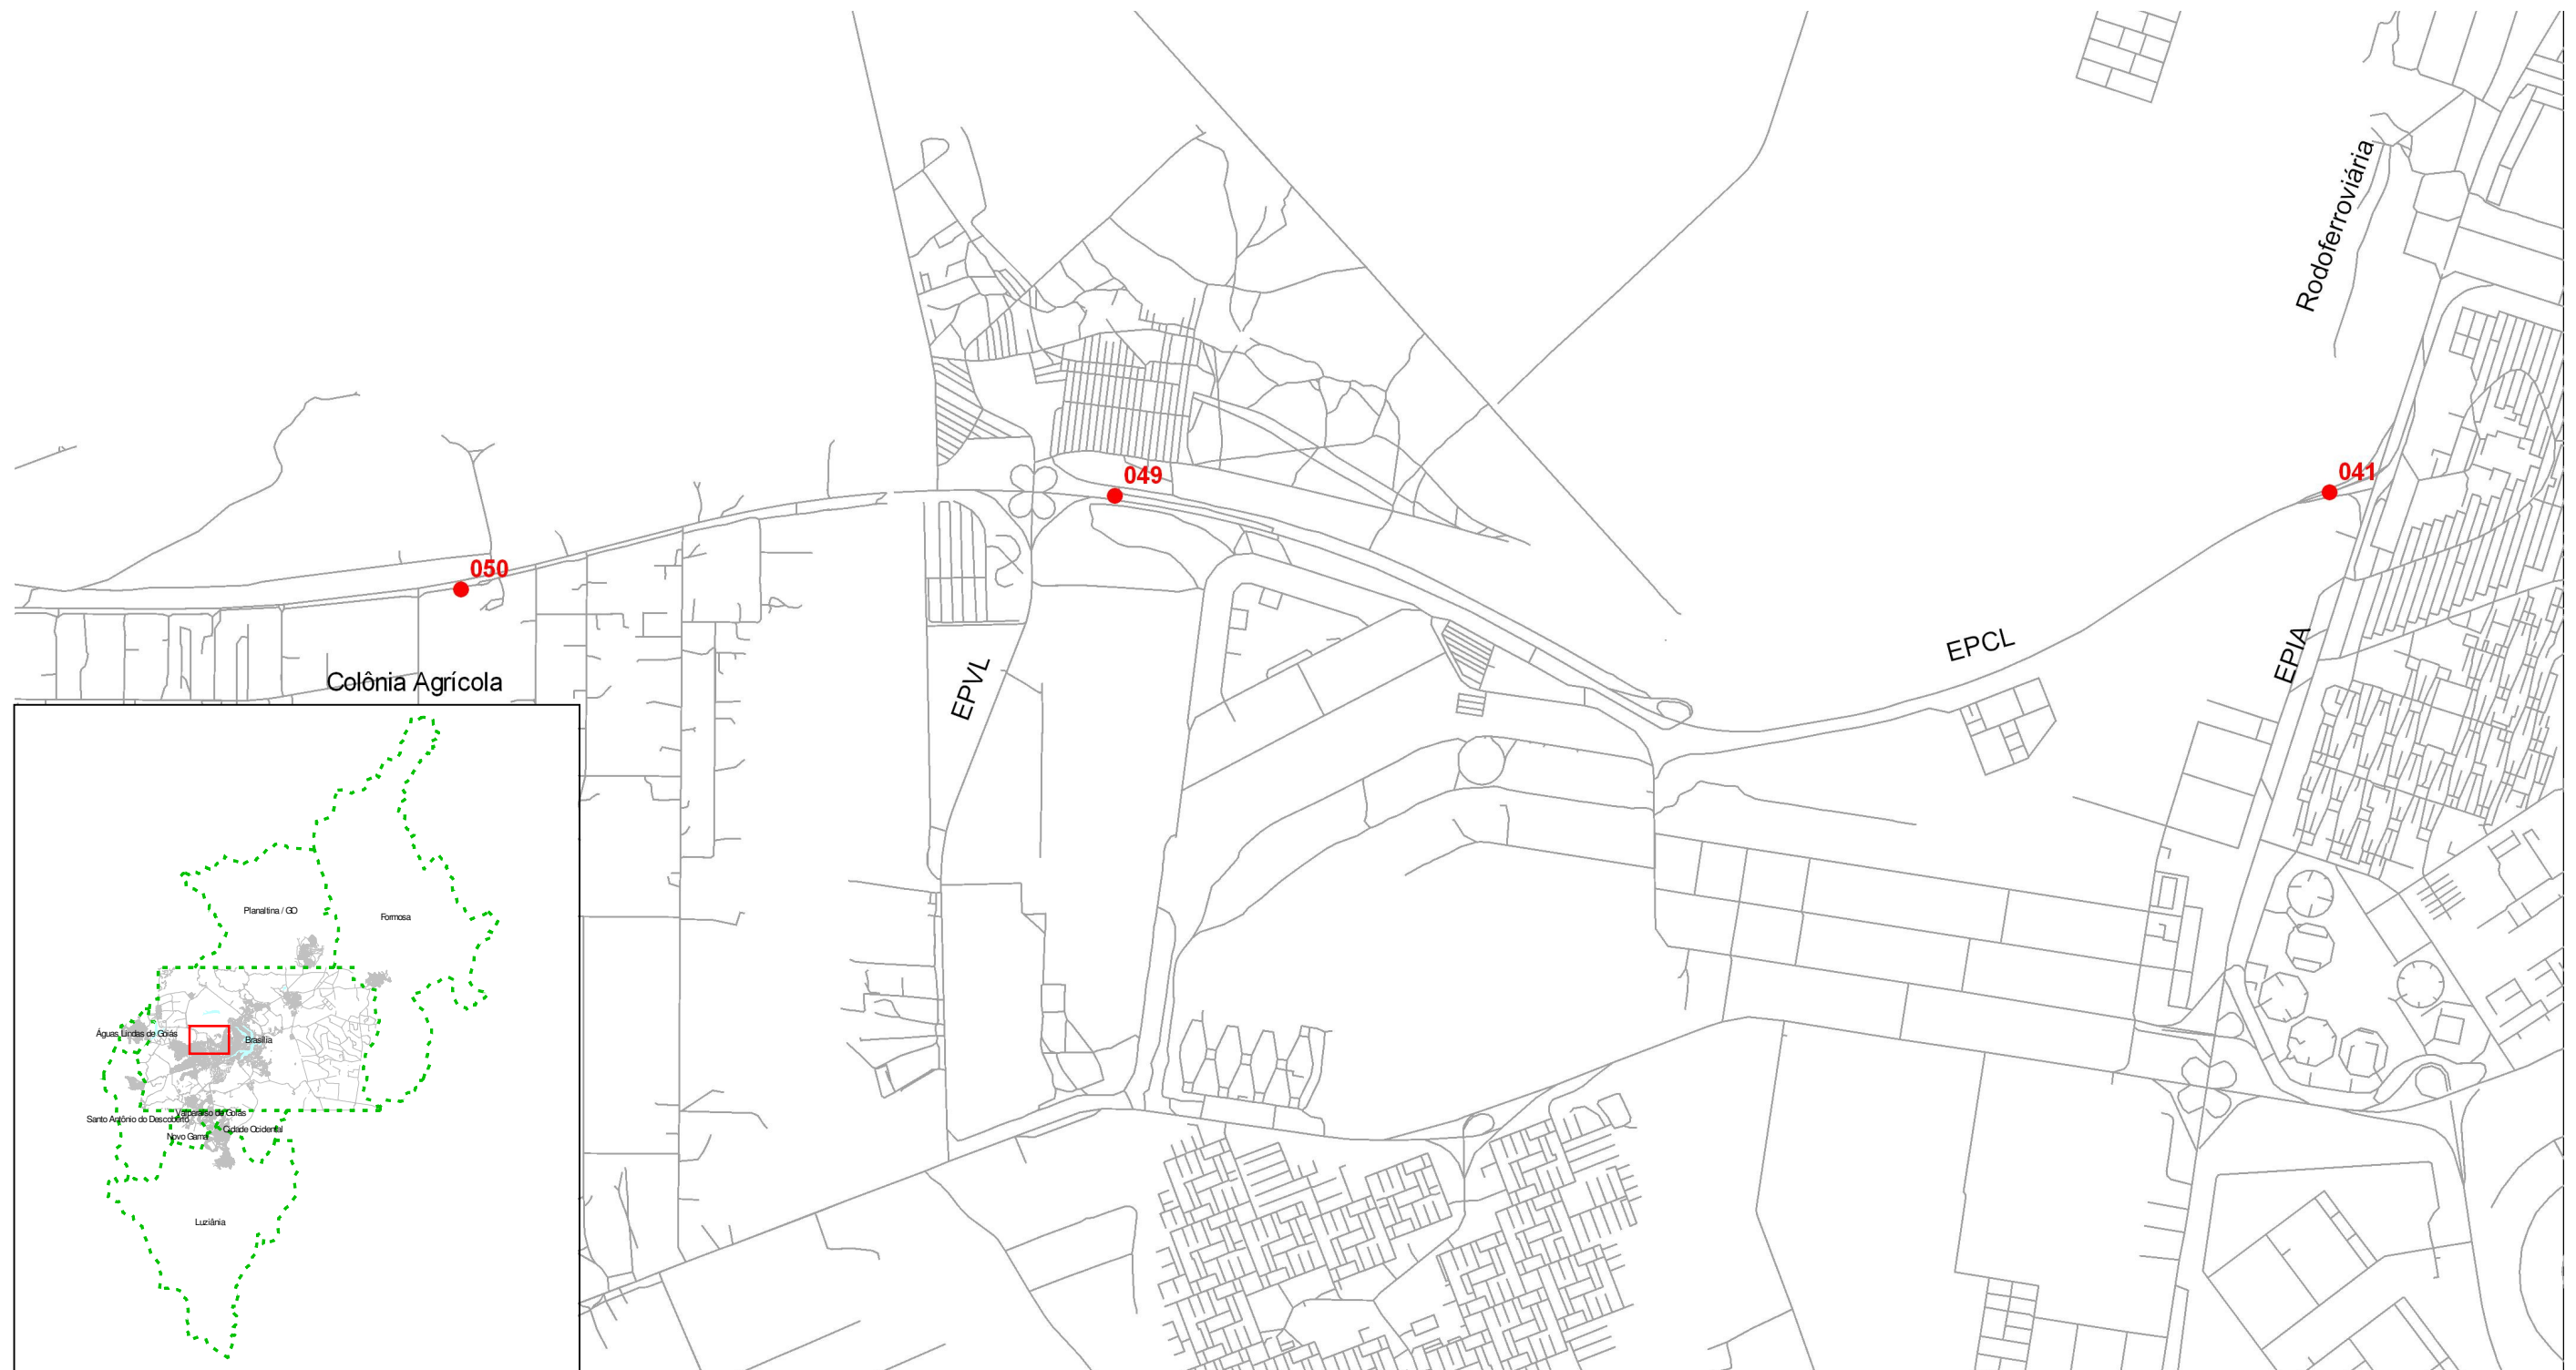 Rodoferroviária
041
049
050
EPCL
EPIA
EPVL
Colônia Agrícola
Planaltina / GO
Formosa
Águas Lindas de Goiás
Brasília
Valparaíso de Goiás
Santo Antônio do Descoberto
Cidade Ocidental
Novo Gama
Luziânia